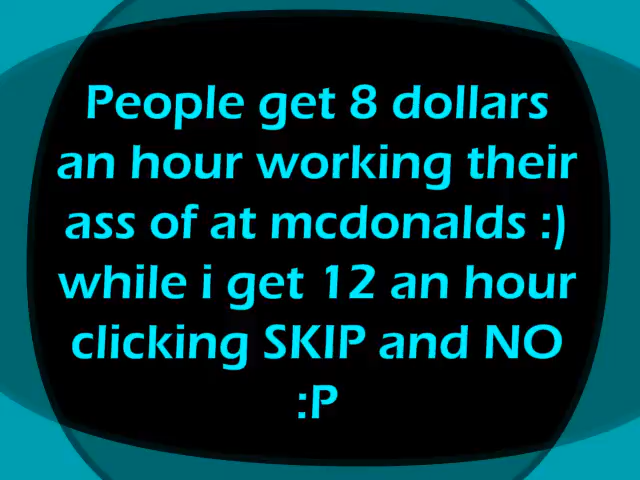 People get 8 dollars
an hour working their
ass of at mcdonalds :)
while i get 12 an hour
clicking SKIP and NO
:P